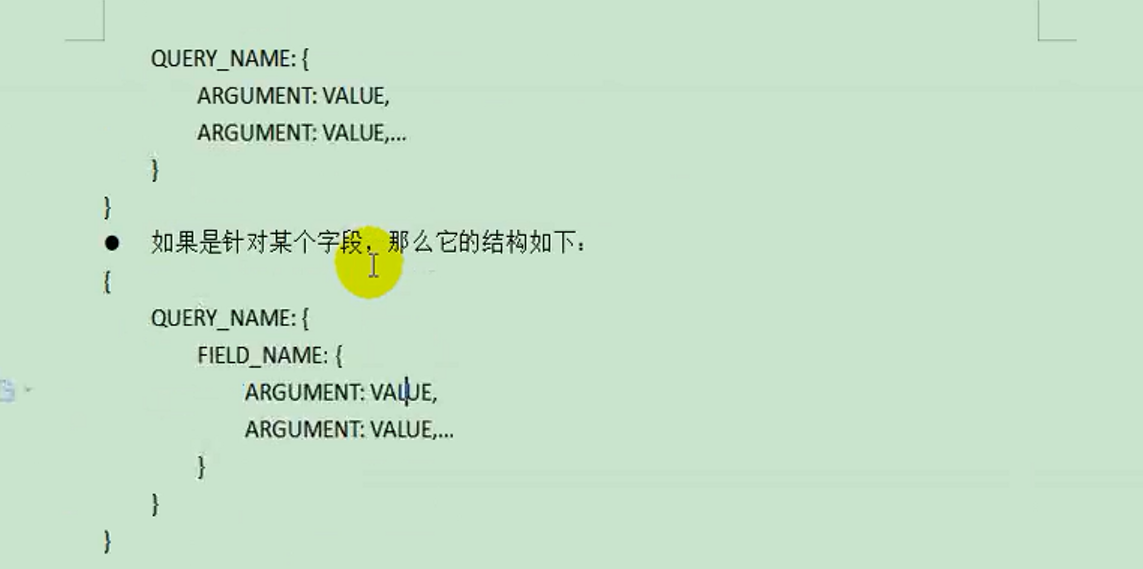 QUERY_NAME: {
ARGUMENT: VALUE,
ARGUMENT: VALUE,...
}
}
● 如果是针对某个字段，那么它的结构如下：
{
QUERY_NAME: {
FIELD_NAME: {
ARGUMENT: VALUE,
ARGUMENT: VALUE,...
}
}
}